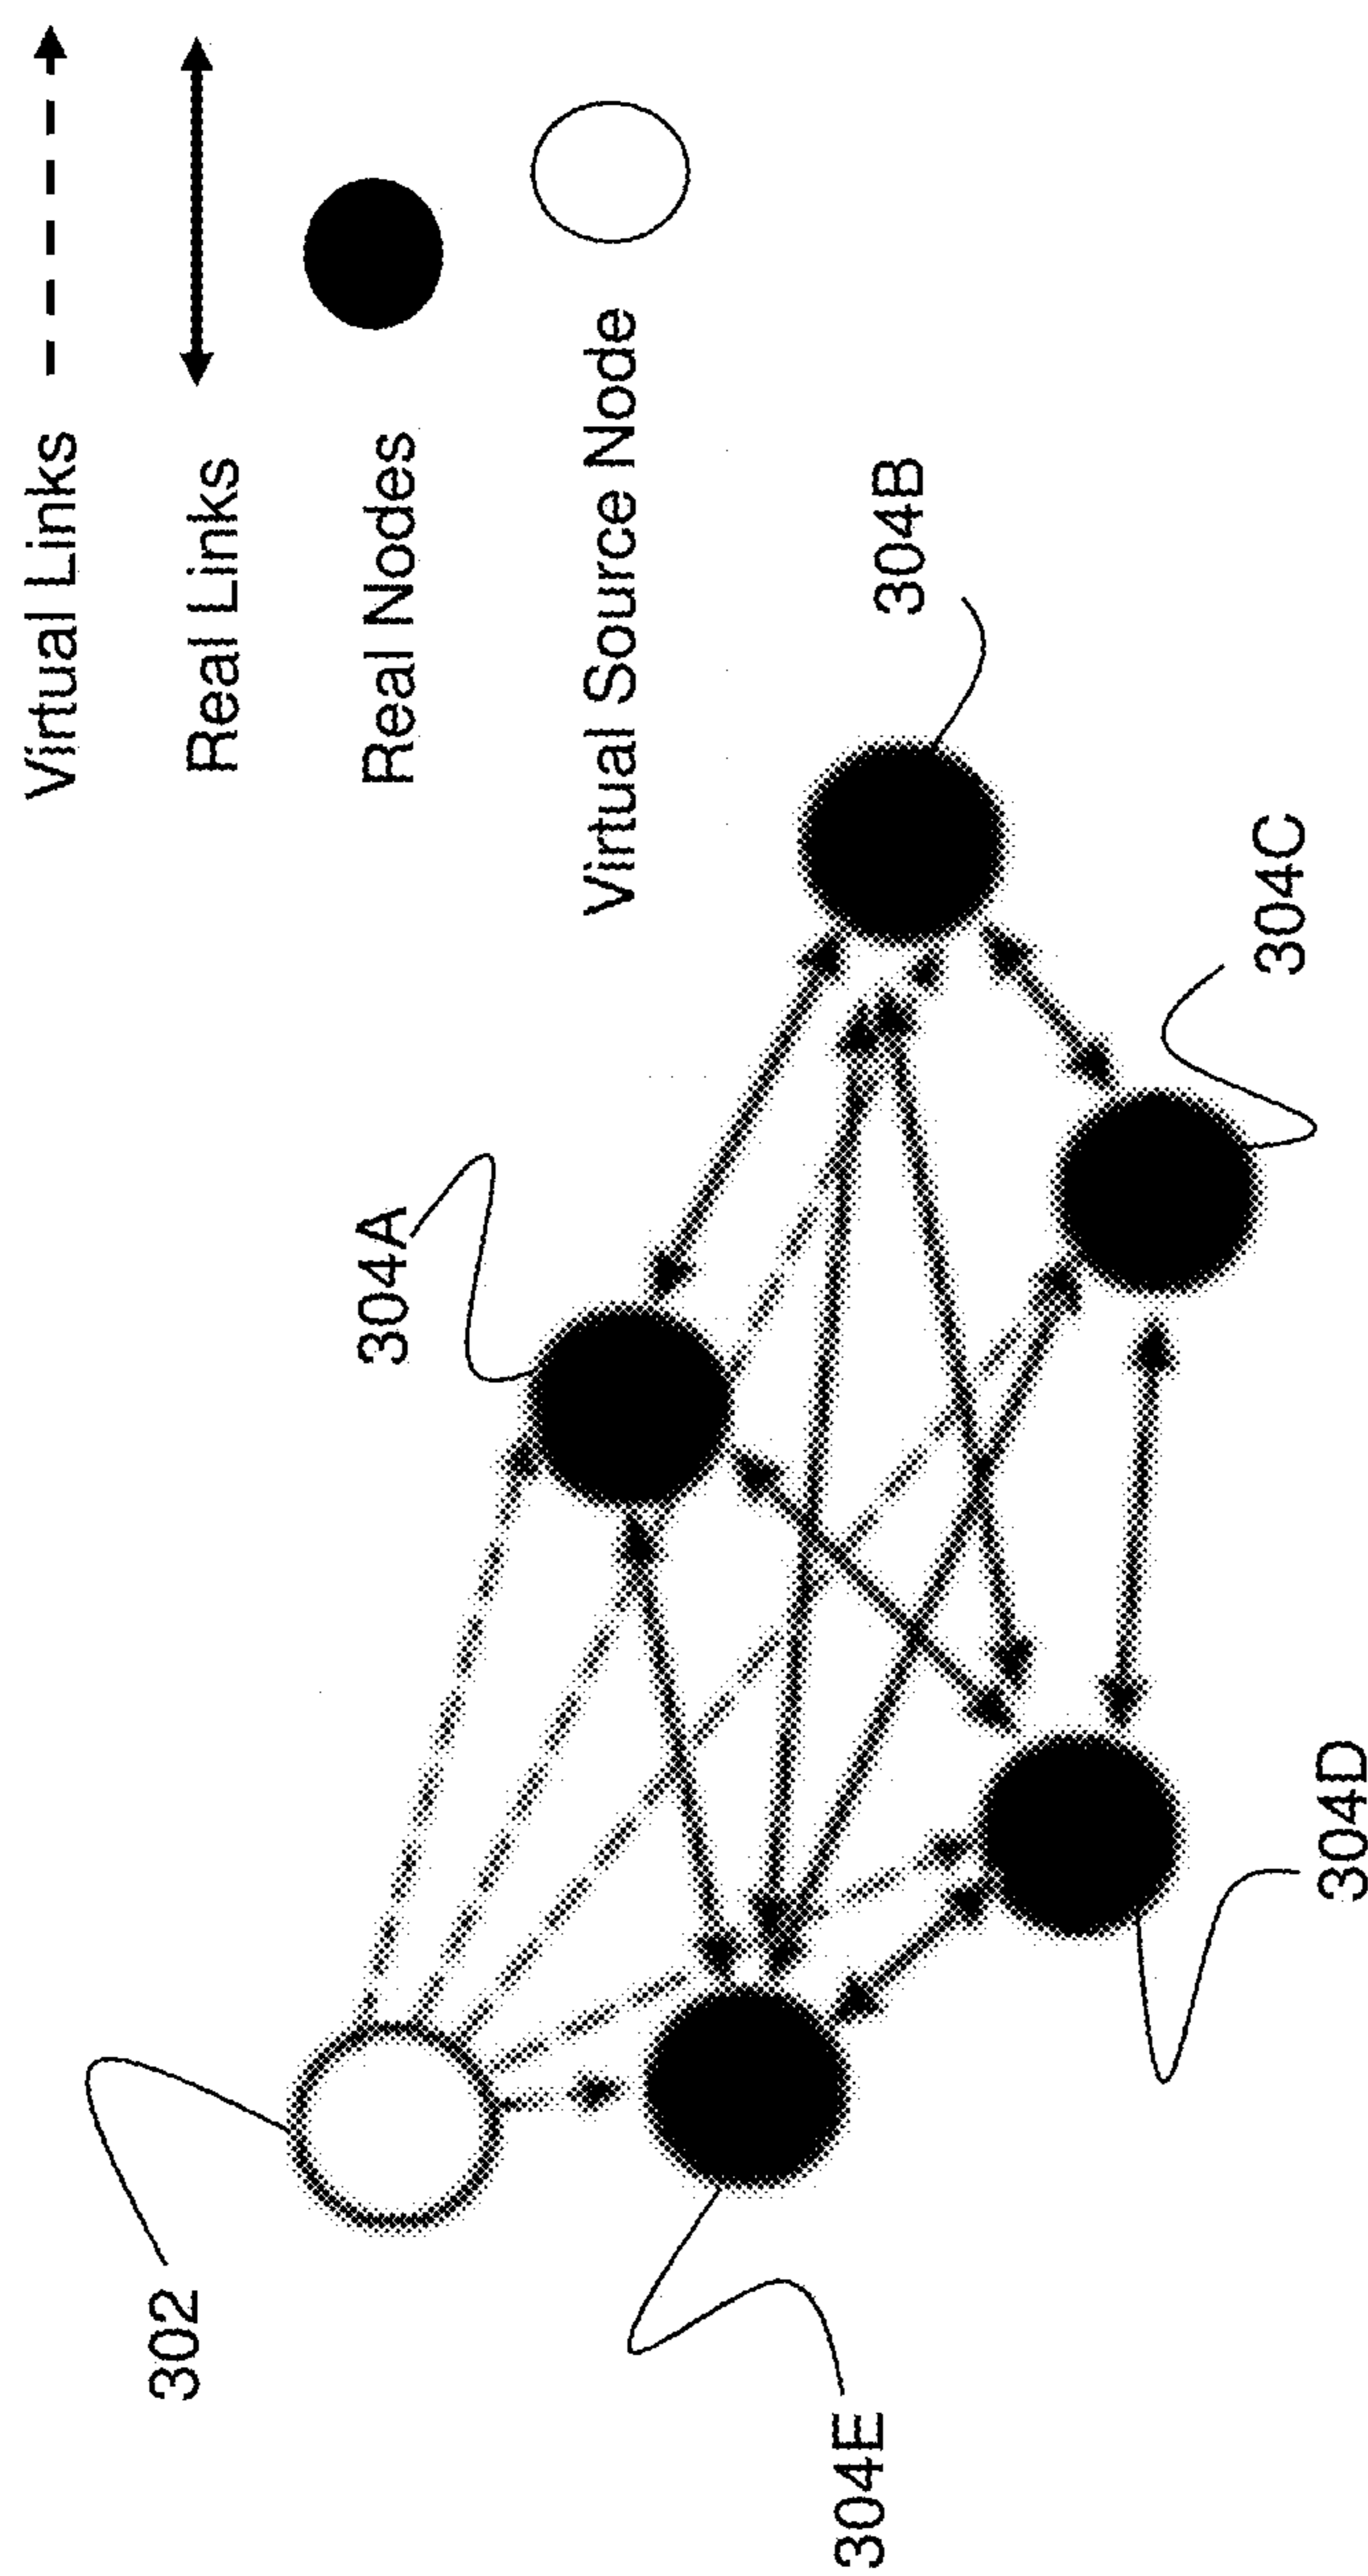 Virtual Links
Real Links
Real Nodes
Virtual Source Node
302
304A
304B
304C
304D
304E